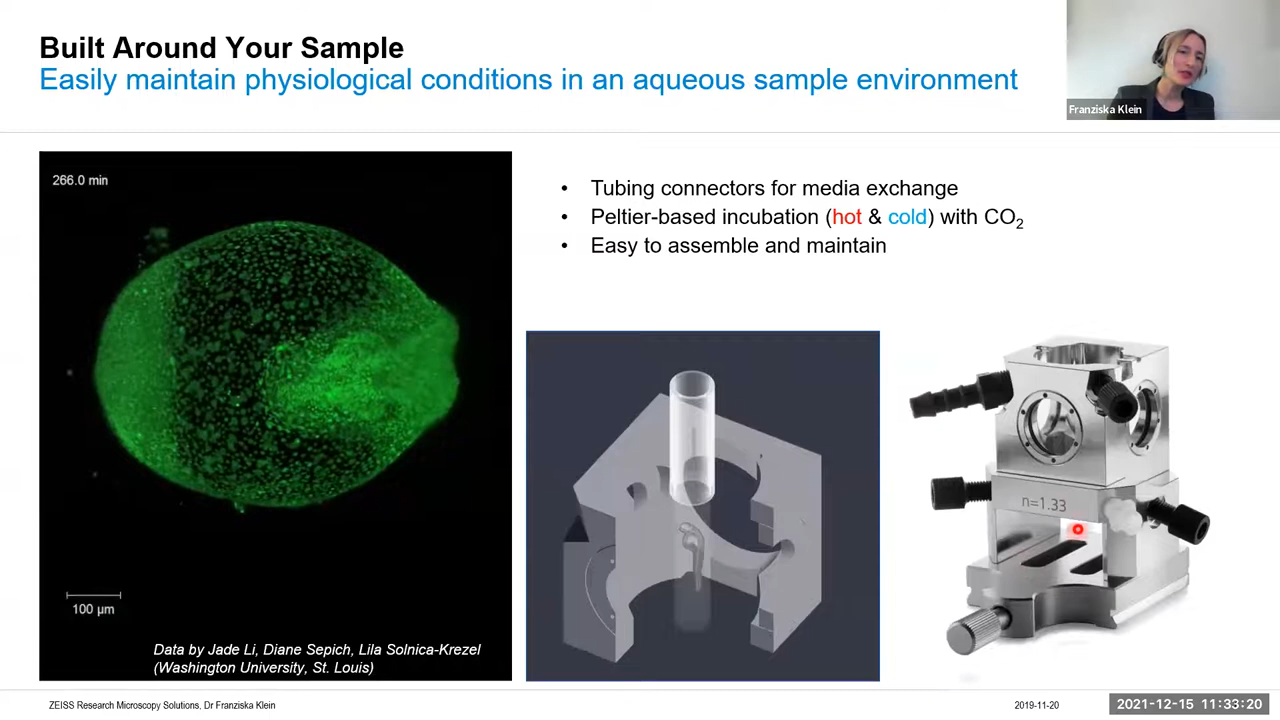 Built Around Your Sample
Easily maintain physiological conditions in an aqueous sample environment
Franziska Klein
266.0 min
• Tubing connectors for media exchange
• Peltier-based incubation (hot & cold) with CO₂
• Easy to assemble and maintain
n=1.33
100 µm
Data by Jade Li, Diane Sepich, Lila Solnica-Krezel
(Washington University, St. Louis)
ZEISS Research Microscopy Solutions, Dr Franziska Klein
2019-11-20
2021-12-15 11:33:20